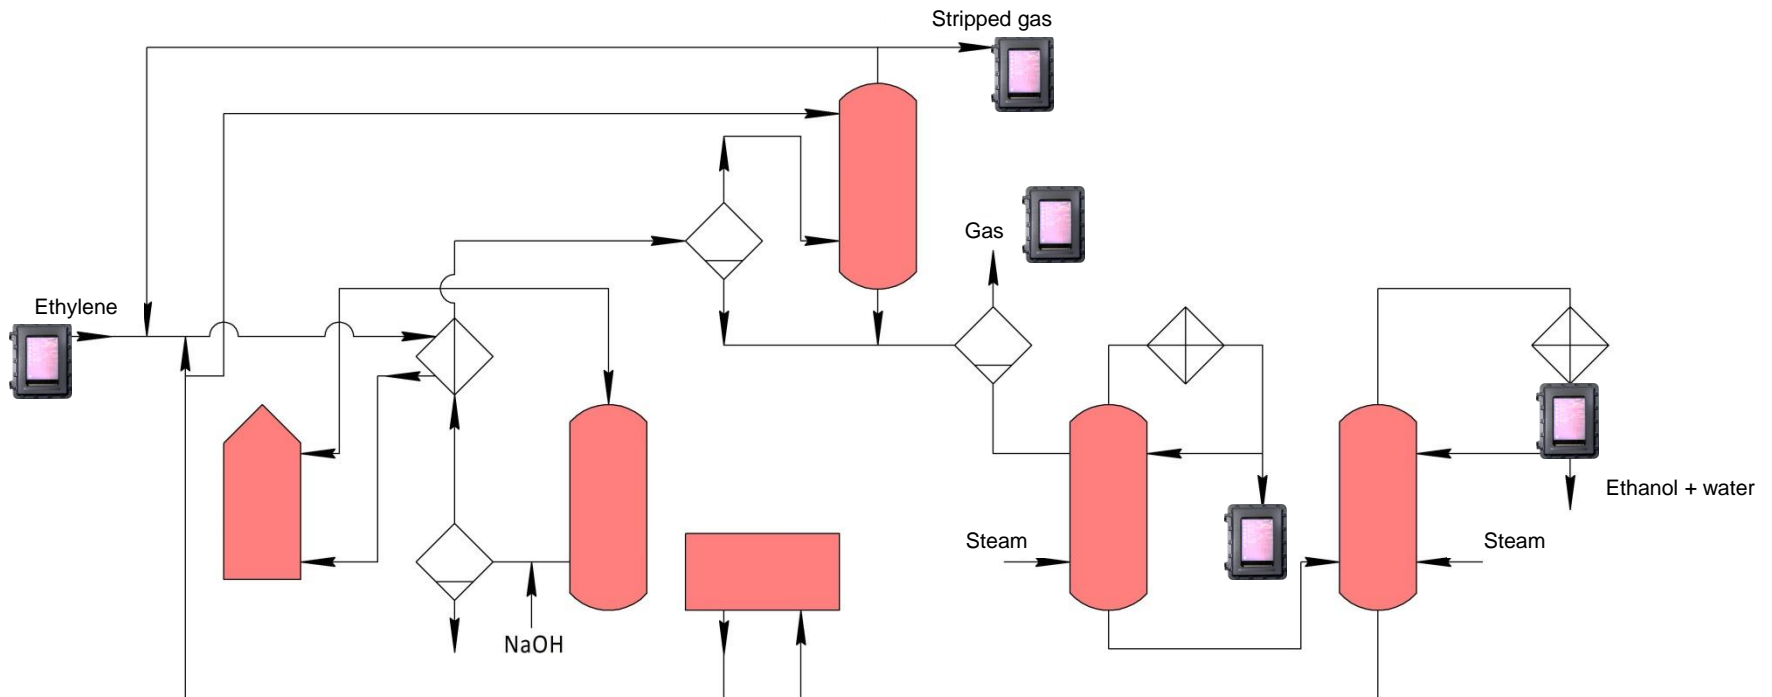 Stripped gas
Gas
Ethylene
Ethanol + water
Steam
Steam
NaOH